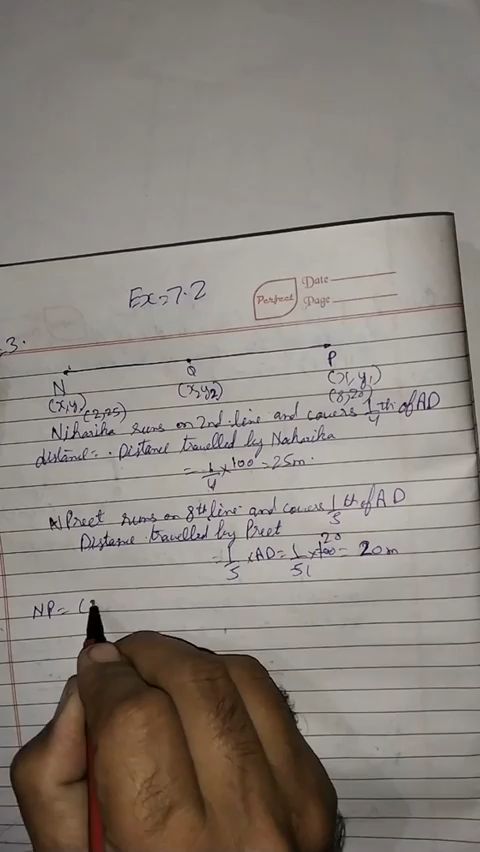 Ex=7.2
Perfect
Date
Page
3.
N Q P
(x,y) (x,y2) (x,y1)
(2,25) (8,20)
Niharika runs on 2nd line and covers 1/4 th of AD
distance= . Distance travelled by Naharika
= 1/4 × 100 = 25m.
Preet runs on 8th line and covers 1/5 th of AD
Distance travelled by Preet
= 1/5 × AD = 1/5 1 × 100 20 = 20m
NP= (